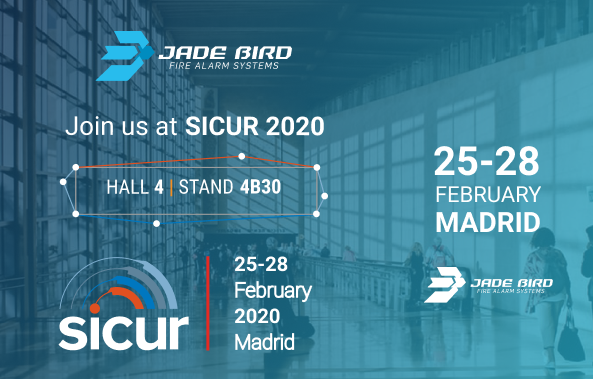 JADE BIRD
FIRE ALARM SYSTEMS
Join us at SICUR 2020
HALL 4 | STAND 4B30
25-28
FEBRUARY
MADRID
sicur
25-28
February
2020
Madrid
JADE BIRD
FIRE ALARM SYSTEMS